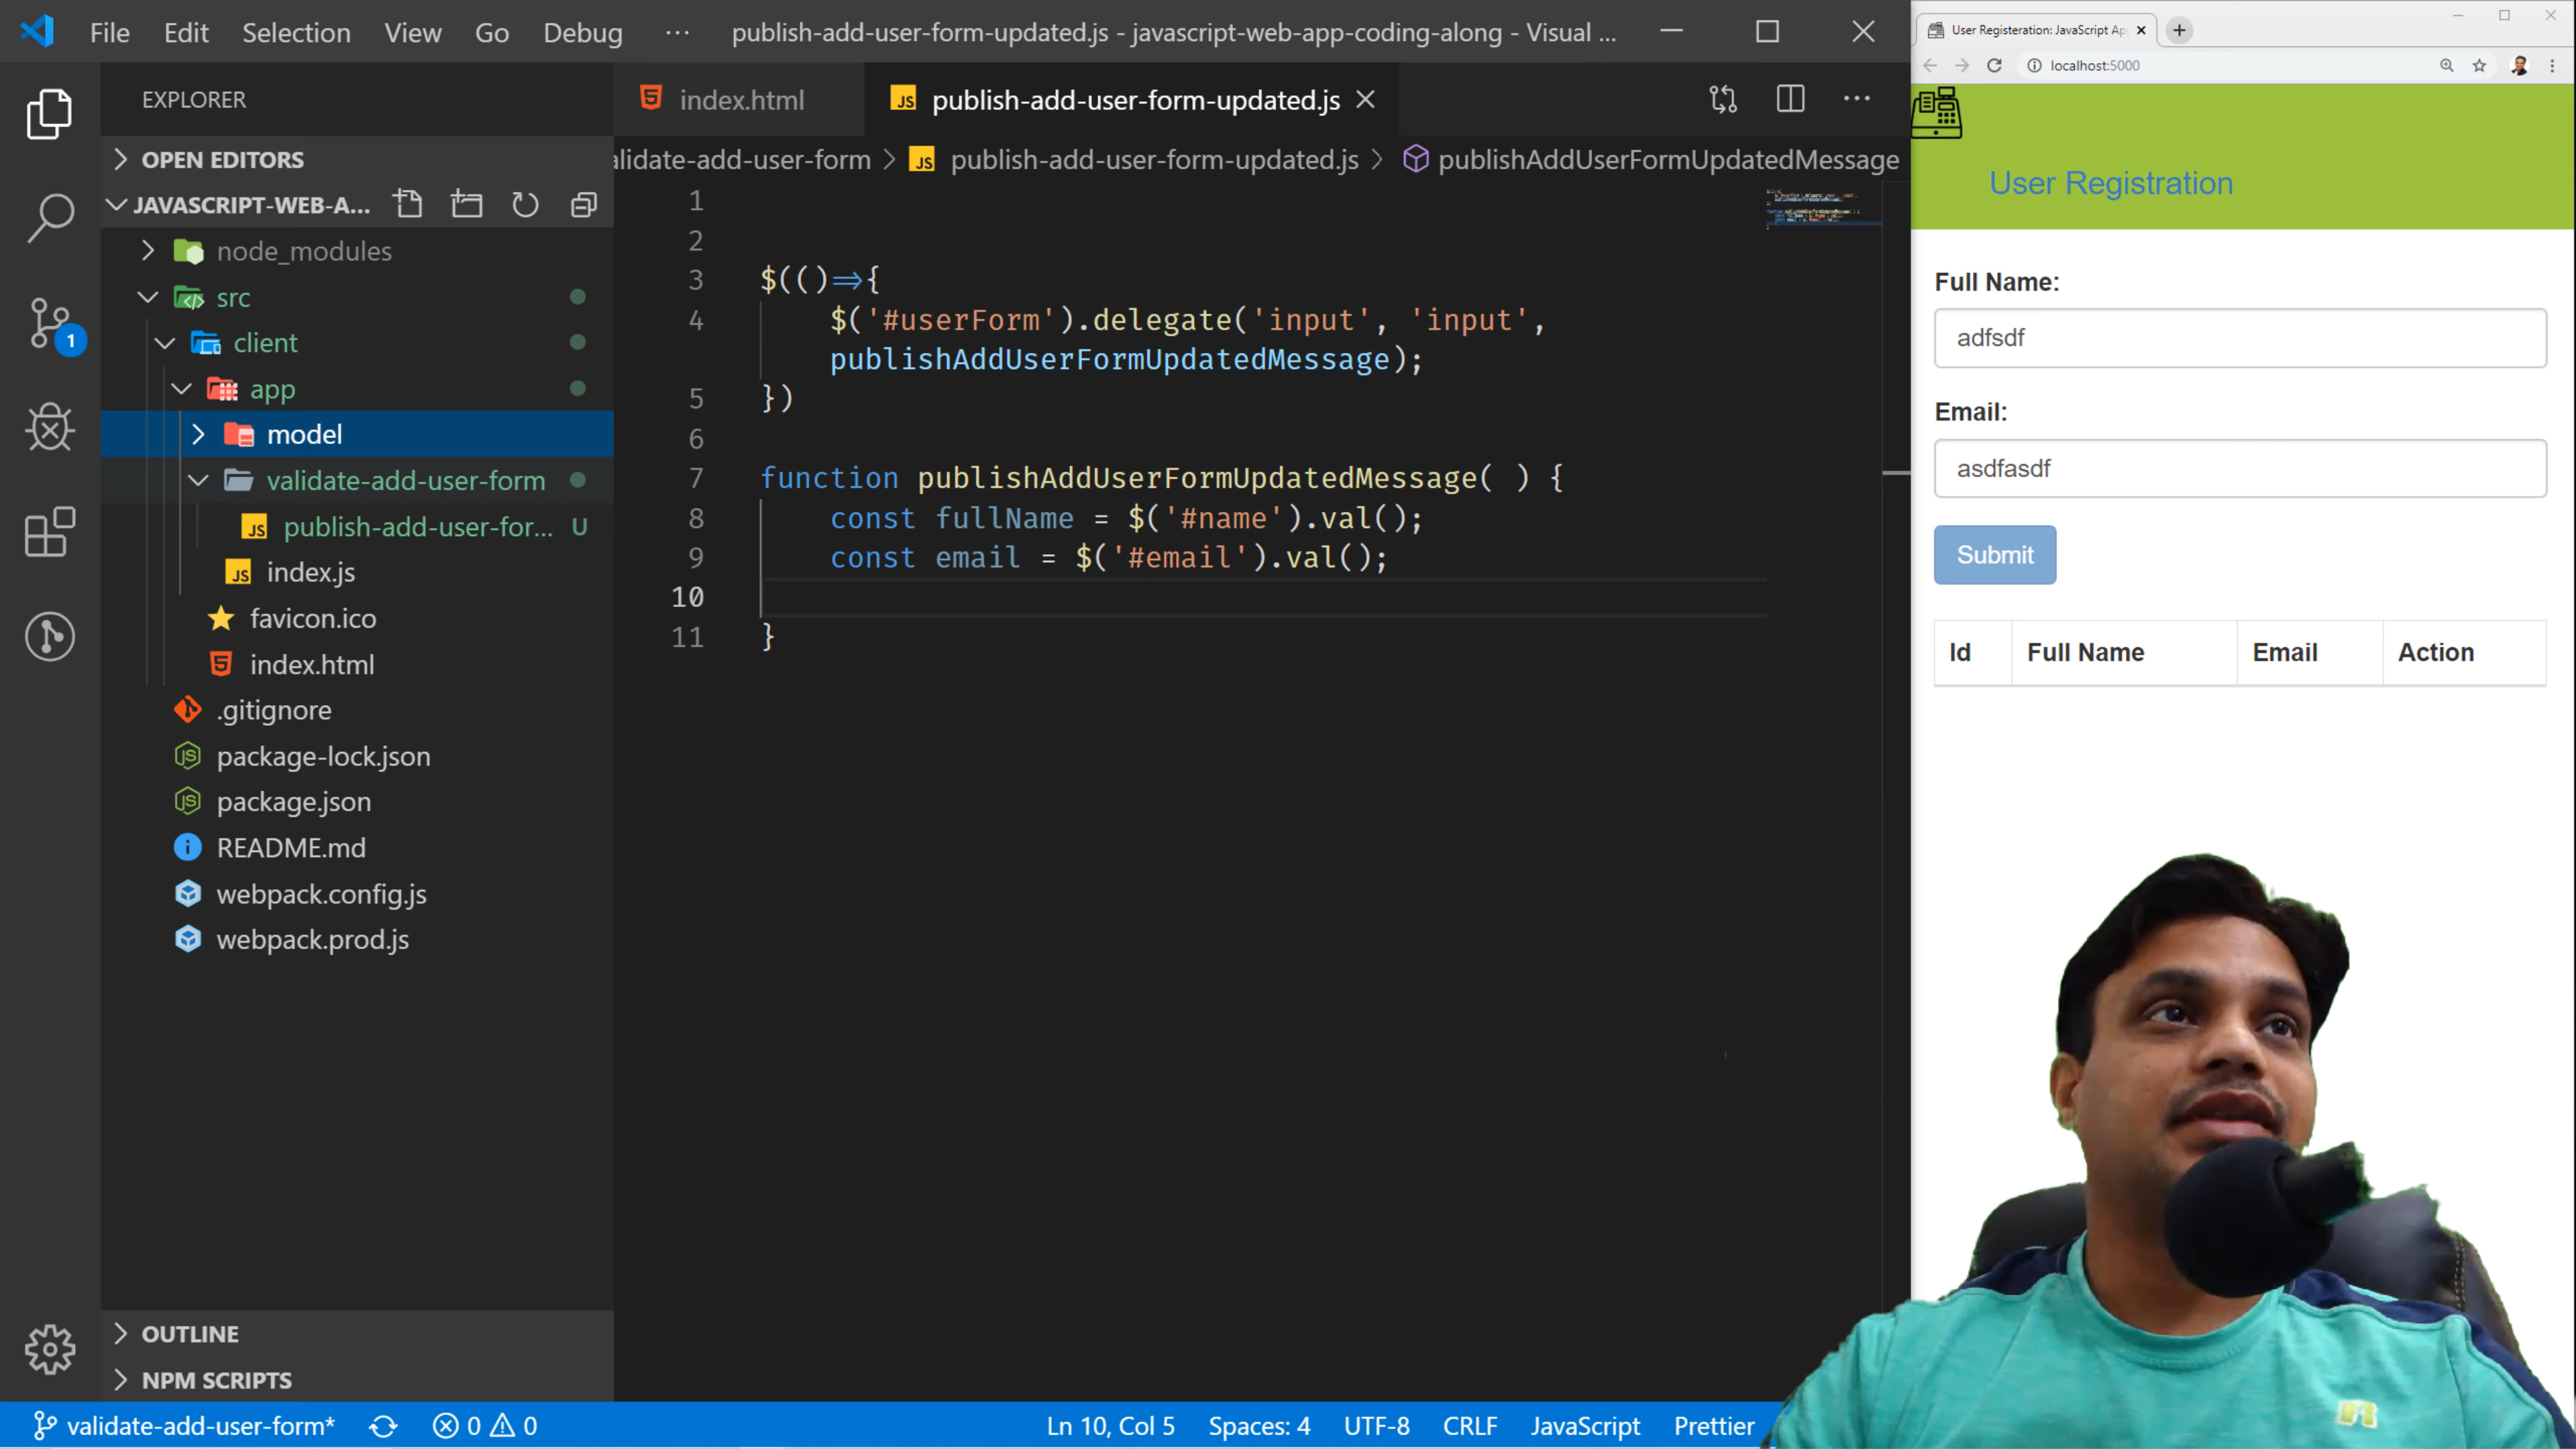 File Edit Selection View Go Debug ··· publish-add-user-form-updated.js - javascript-web-app-coding-along - Visual ...
EXPLORER
OPEN EDITORS
JAVASCRIPT-WEB-A...
node_modules
src
client
app
model
validate-add-user-form
publish-add-user-for... U
index.js
favicon.ico
index.html
.gitignore
package-lock.json
package.json
README.md
webpack.config.js
webpack.prod.js
OUTLINE
NPM SCRIPTS
1
index.html publish-add-user-form-updated.js
alidate-add-user-form > JS publish-add-user-form-updated.js > publishAddUserFormUpdatedMessage
1
2
3 $(()=>{
4 $('#userForm').delegate('input', 'input',
publishAddUserFormUpdatedMessage);
5 })
6
7 function publishAddUserFormUpdatedMessage( ) {
8 const fullName = $('#name').val();
9 const email = $('#email').val();
10
11 }
validate-add-user-form* 0 0 Ln 10, Col 5 Spaces: 4 UTF-8 CRLF JavaScript Prettier
User Registeration: JavaScript Ap
localhost:5000
User Registration
Full Name:
adfsdf
Email:
asdfasdf
Submit
Id Full Name Email Action